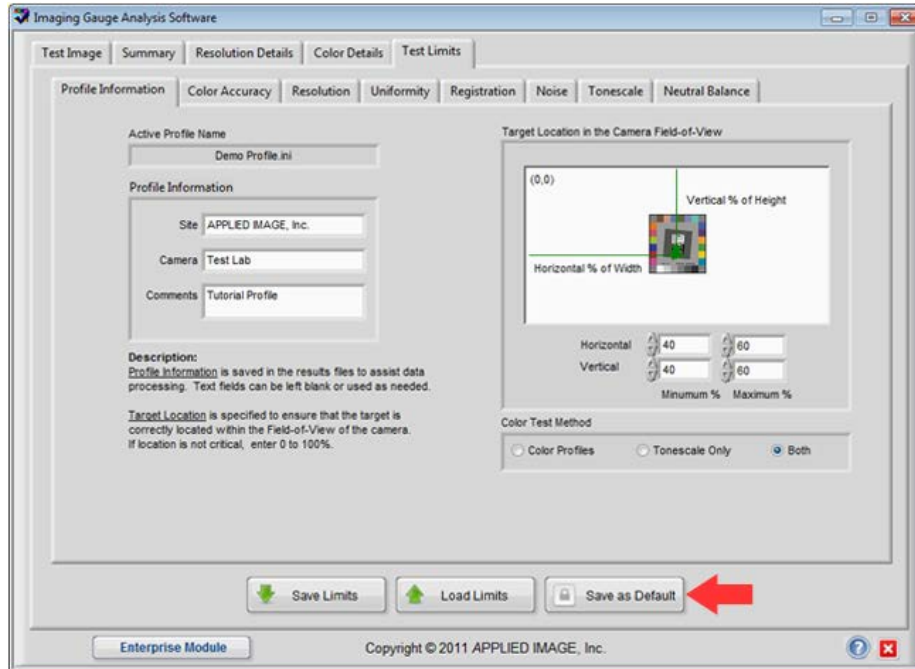 Imaging Gauge Analysis Software
Test Image Summary Resolution Details Color Details Test Limits
Profile Information Color Accuracy Resolution Uniformity Registration Noise Tonescale Neutral Balance
Active Profile Name
Demo Profile.ini
Profile Information
Site APPLIED IMAGE, Inc.
Camera Test Lab
Comments Tutorial Profile
Description:
Profile Information is saved in the results files to assist data
processing. Text fields can be left blank or used as needed.
Target Location is specified to ensure that the target is
correctly located within the Field-of-View of the camera.
If location is not critical, enter 0 to 100%.
Target Location in the Camera Field-of-View
(0,0)
Vertical % of Height
Horizontal % of Width
Horizontal 40 60
Vertical 40 60
Minumum % Maximum %
Color Test Method
Color Profiles Tonescale Only Both
Save Limits Load Limits Save as Default
Enterprise Module Copyright © 2011 APPLIED IMAGE, Inc. ?